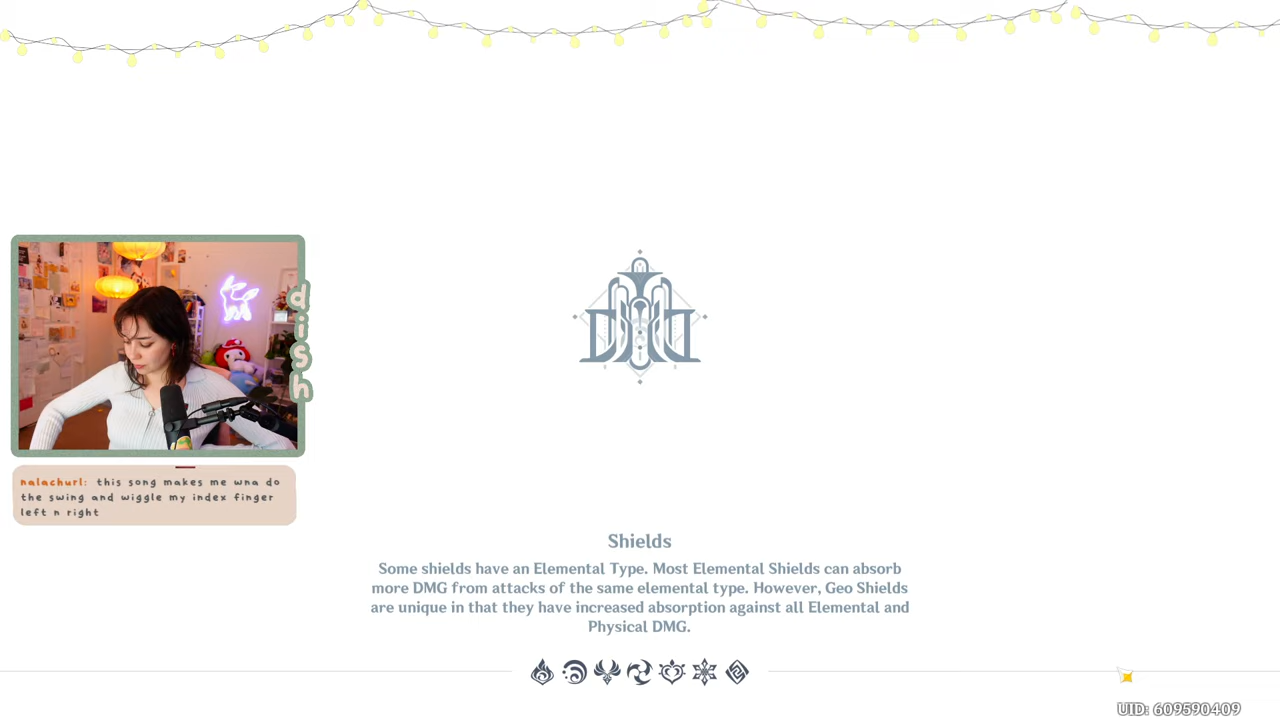 dish
nalachurl: this song makes me wna do
the swing and wiggle my index finger
left n right
Shields
Some shields have an Elemental Type. Most Elemental Shields can absorb
more DMG from attacks of the same elemental type. However, Geo Shields
are unique in that they have increased absorption against all Elemental and
Physical DMG.
UID: 609590409